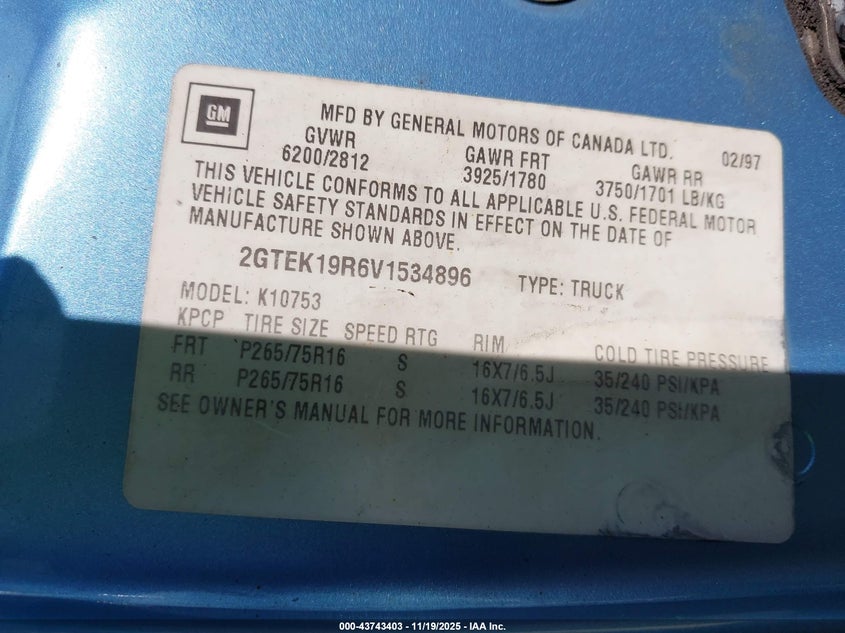 GM
MFD BY GENERAL MOTORS OF CANADA LTD. 02/97
GVWR GAWR FRT GAWR RR
6200/2812 3925/1780 3750/1701 LB/KG
THIS VEHICLE CONFORMS TO ALL APPLICABLE U.S. FEDERAL MOTOR
VEHICLE SAFETY STANDARDS IN EFFECT ON THE DATE OF
MANUFACTURE SHOWN ABOVE.
2GTEK19R6V1534896 TYPE: TRUCK
MODEL: K10753
KPCP TIRE SIZE SPEED RTG RIM COLD TIRE PRESSURE
FRT P265/75R16 S 16X7/6.5J 35/240 PSI/KPA
RR P265/75R16 S 16X7/6.5J 35/240 PSI/KPA
SEE OWNER'S MANUAL FOR MORE INFORMATION.
000-43743403 - 11/19/2025 - IAA Inc.